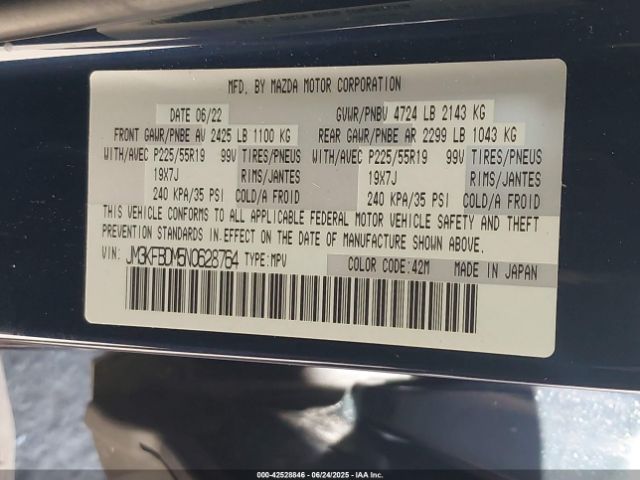 MFD. BY MAZDA MOTOR CORPORATION
DATE 06/22 GVWR/PNBV 4724 LB 2143 KG
FRONT GAWR/PNBE AV 2425 LB 1100 KG REAR GAWR/PNBE AR 2299 LB 1043 KG
WITH/AVEC P225/55R19 99V TIRES/PNEUS WITH/AVEC P225/55R19 99V TIRES/PNEUS
19X7J RIMS/JANTES 19X7J RIMS/JANTES
240 KPA/35 PSI COLD/A FROID 240 KPA/35 PSI COLD/A FROID
THIS VEHICLE CONFORMS TO ALL APPLICABLE FEDERAL MOTOR VEHICLE SAFETY AND THEFT
PREVENTION STANDARDS IN EFFECT ON THE DATE OF MANUFACTURE SHOWN ABOVE.
VIN: JM3KFBDM5N0628764 TYPE:MPV COLOR CODE:42M MADE IN JAPAN
000-42528846 - 06/24/2025 - IAAI.COM